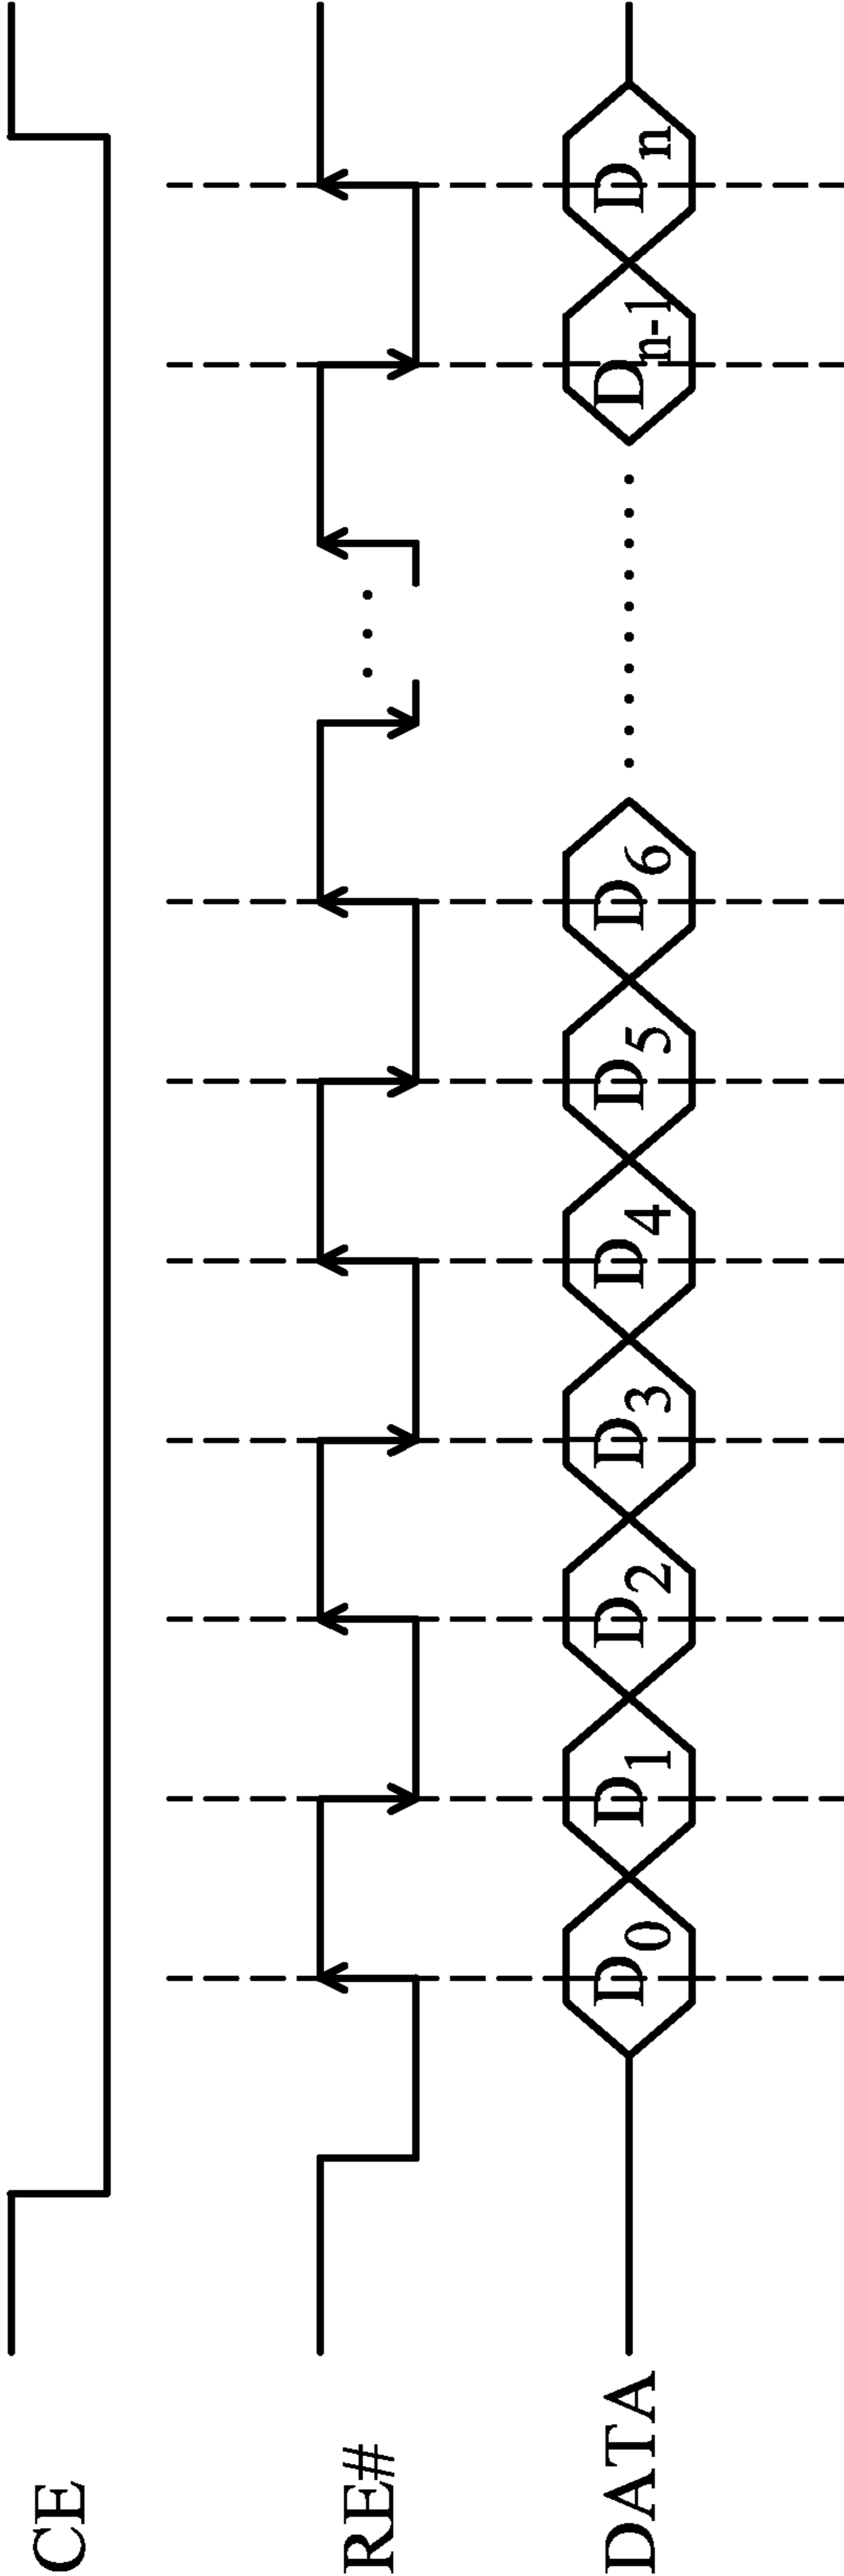 CE
RE#
DATA D0 D1 D2 D3 D4 D5 D6 .......... Dn-1 Dn